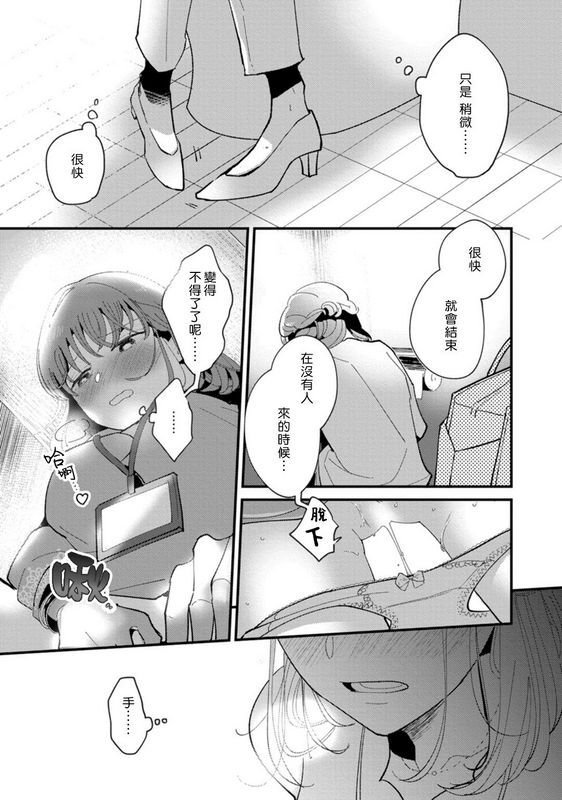 只是 稍微……
很快
很快
就會結束
在沒有人
來的時候…
變得
不得了了呢……
……
哈啊…♡
脫下
手……